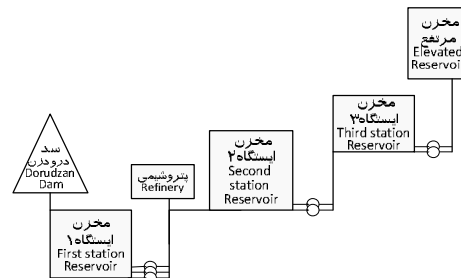 مخزن
مرتفع
Elevated
Reservoir
مخزن
ایستگاه۳
Third station
Reservoir
مخزن
ایستگاه۲
Second
station
Reservoir
سد
درودزن
Dorudzan
Dam
پتروشیمی
Refinery
مخزن
ایستگاه۱
First station
Reservoir